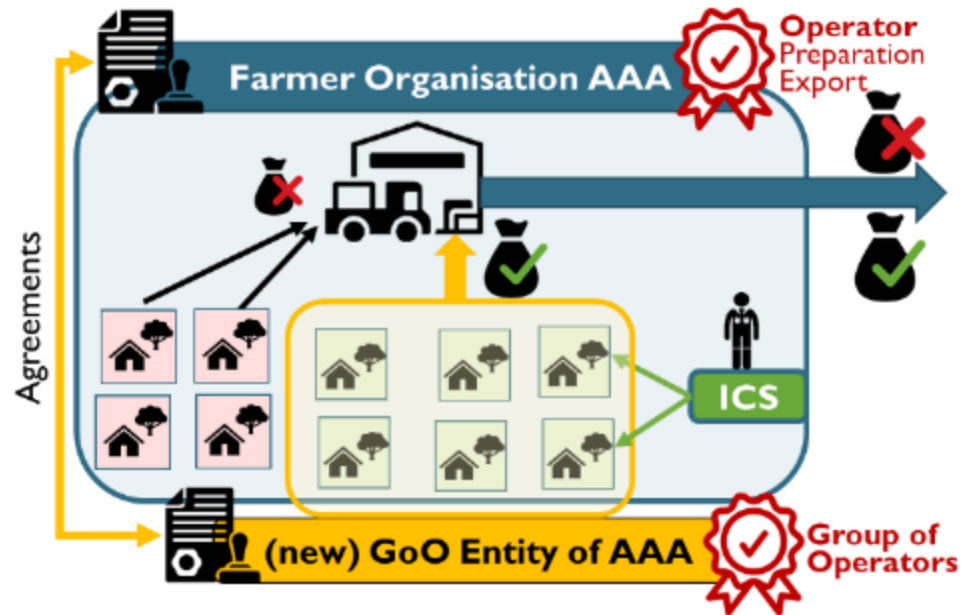 Farmer Organisation AAA
Operator
Preparation
Export
Agreements
ICS
(new) GoO Entity of AAA
Group of
Operators